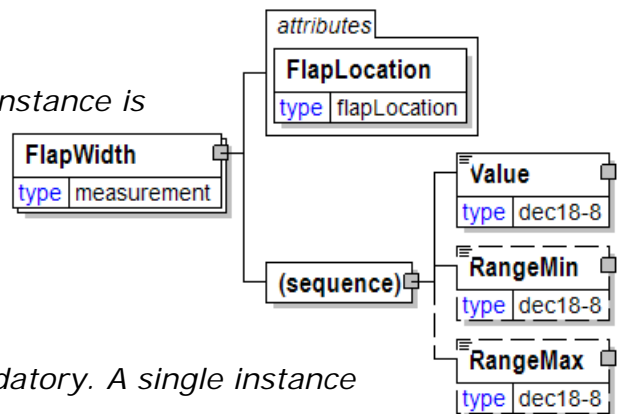 attributes
FlapLocation
type flapLocation
nstance is
FlapWidth
type measurement
Value
type dec18-8
(sequence)
RangeMin
type dec18-8
RangeMax
type dec18-8
datory. A single instance